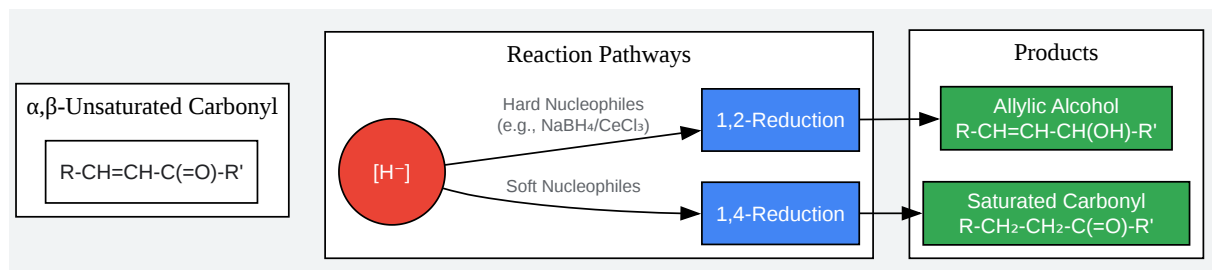 α,β-Unsaturated Carbonyl
R-CH=CH-C(=O)-R'
Reaction Pathways
[H⁻]
Hard Nucleophiles
(e.g., NaBH₄/CeCl₃)
Soft Nucleophiles
1,2-Reduction
1,4-Reduction
Products
Allylic Alcohol
R-CH=CH-CH(OH)-R'
Saturated Carbonyl
R-CH₂-CH₂-C(=O)-R'